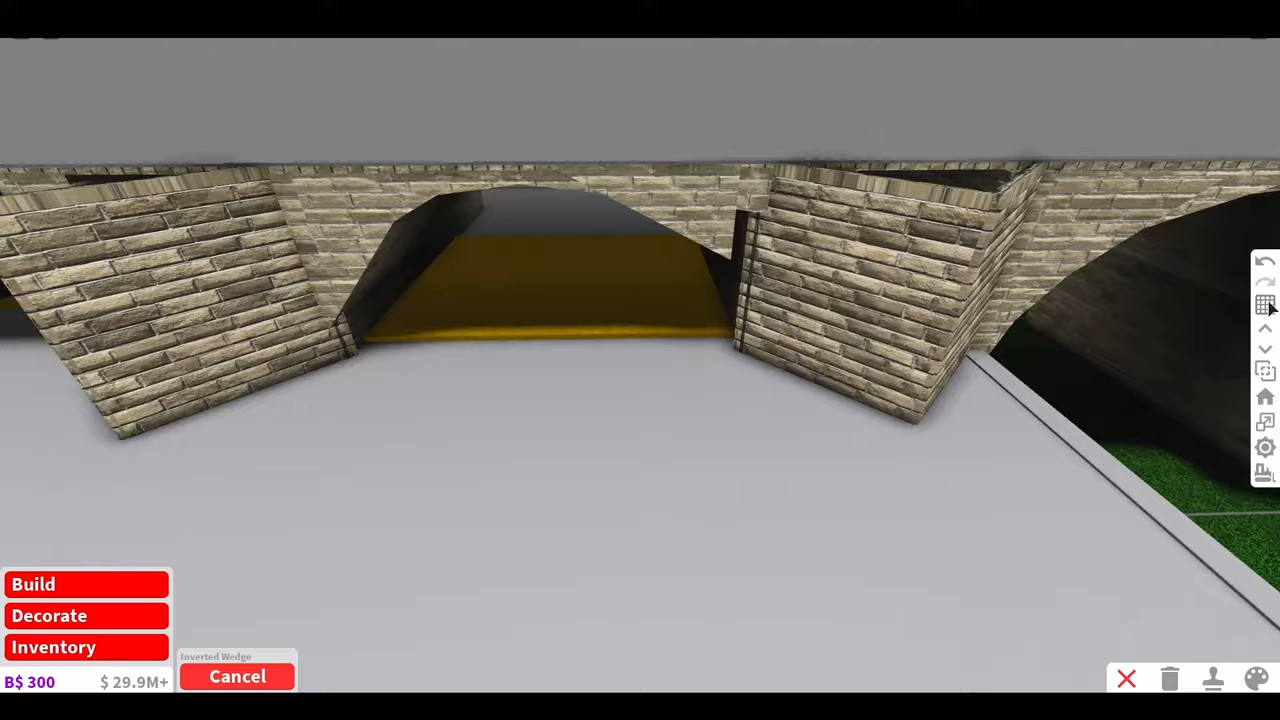 Build
Decorate
Inventory
B$ 300 $ 29.9M+
Inverted Wedge
Cancel